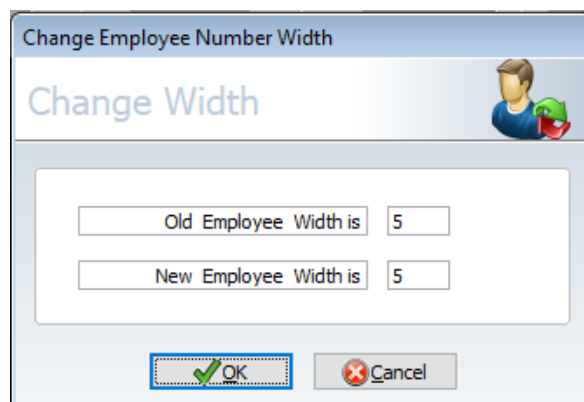 Change Employee Number Width
Change Width
Old Employee Width is 5
New Employee Width is 5
OK Cancel